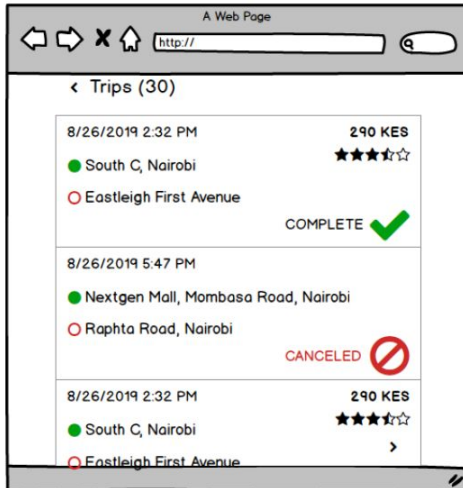 A Web Page
http://
< Trips (30)
8/26/2019 2:32 PM 290 KES
South C, Nairobi
Eastleigh First Avenue
COMPLETE
8/26/2019 5:47 PM
Nextgen Mall, Mombasa Road, Nairobi
Raphta Road, Nairobi
CANCELED
8/26/2019 2:32 PM 290 KES
South C, Nairobi
>
Eastleigh First Avenue